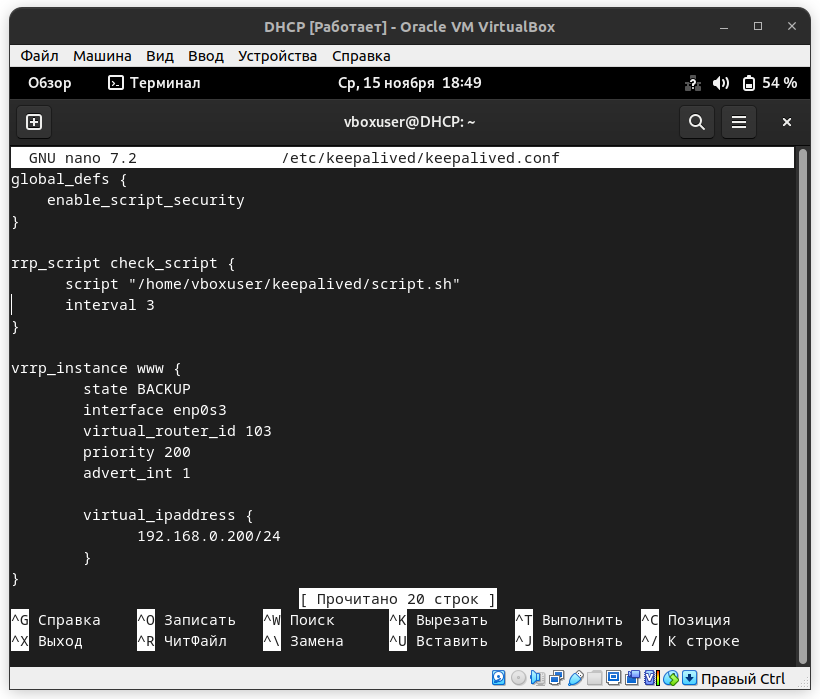 DHCP [Работает] - Oracle VM VirtualBox
Файл Машина Вид Ввод Устройства Справка
Обзор Терминал Ср, 15 ноября 18:49 54 %
vboxuser@DHCP: ~
GNU nano 7.2 /etc/keepalived/keepalived.conf
global_defs {
enable_script_security
}
rrp_script check_script {
script "/home/vboxuser/keepalived/script.sh"
interval 3
}
vrrp_instance www {
state BACKUP
interface enp0s3
virtual_router_id 103
priority 200
advert_int 1
virtual_ipaddress {
192.168.0.200/24
}
}
[ Прочитано 20 строк ]
^G Справка ^O Записать ^W Поиск ^K Вырезать ^T Выполнить ^C Позиция
^X Выход ^R ЧитФайл ^\ Замена ^U Вставить ^J Выровнять ^/ К строке
Правый Ctrl